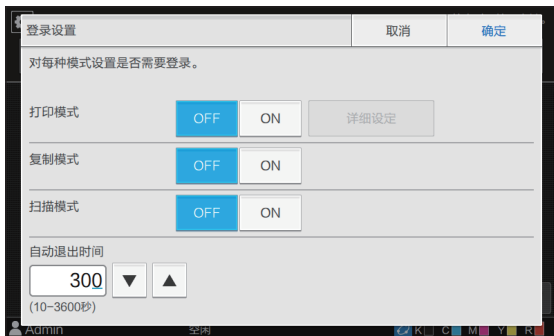 登录设置 取消 确定
对每种模式设置是否需要登录。
打印模式 OFF ON 详细设定
复制模式 OFF ON
扫描模式 OFF ON
自动退出时间
300
(10-3600秒)
Admin 空闲 K C M Y R